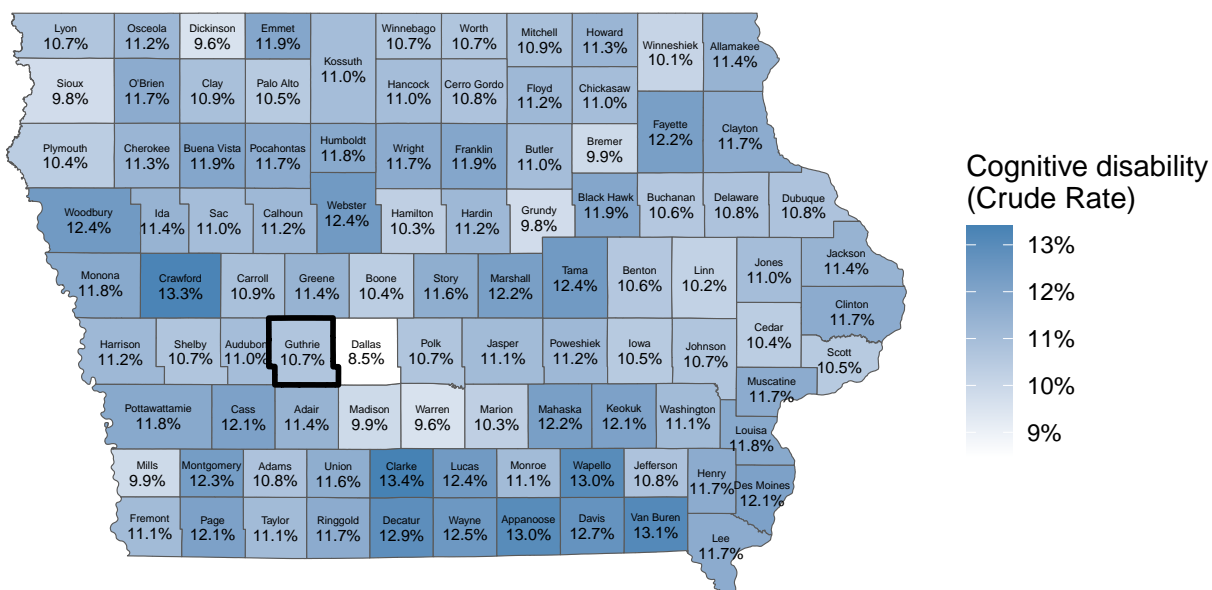 Lyon
10.7%
Osceola
11.2%
Dickinson
9.6%
Emmet
11.9%
Kossuth
11.0%
Winnebago
10.7%
Worth
10.7%
Mitchell
10.9%
Howard
11.3%
Winneshiek
10.1%
Allamakee
11.4%
Sioux
9.8%
O'Brien
11.7%
Clay
10.9%
Palo Alto
10.5%
Hancock
11.0%
Cerro Gordo
10.8%
Floyd
11.2%
Chickasaw
11.0%
Fayette
12.2%
Clayton
11.7%
Plymouth
10.4%
Cherokee
11.3%
Buena Vista
11.9%
Pocahontas
11.7%
Humboldt
11.8%
Wright
11.7%
Franklin
11.9%
Butler
11.0%
Bremer
9.9%
Woodbury
12.4%
Ida
11.4%
Sac
11.0%
Calhoun
11.2%
Webster
12.4%
Hamilton
10.3%
Hardin
11.2%
Grundy
9.8%
Black Hawk
11.9%
Buchanan
10.6%
Delaware
10.8%
Dubuque
10.8%
Monona
11.8%
Crawford
13.3%
Carroll
10.9%
Greene
11.4%
Boone
10.4%
Story
11.6%
Marshall
12.2%
Tama
12.4%
Benton
10.6%
Linn
10.2%
Jones
11.0%
Jackson
11.4%
Clinton
11.7%
Harrison
11.2%
Shelby
10.7%
Audubon
11.0%
Guthrie
10.7%
Dallas
8.5%
Polk
10.7%
Jasper
11.1%
Poweshiek
11.2%
Iowa
10.5%
Johnson
10.7%
Cedar
10.4%
Scott
10.5%
Muscatine
11.7%
Pottawattamie
11.8%
Cass
12.1%
Adair
11.4%
Madison
9.9%
Warren
9.6%
Marion
10.3%
Mahaska
12.2%
Keokuk
12.1%
Washington
11.1%
Louisa
11.8%
Mills
9.9%
Montgomery
12.3%
Adams
10.8%
Union
11.6%
Clarke
13.4%
Lucas
12.4%
Monroe
11.1%
Wapello
13.0%
Jefferson
10.8%
Henry
11.7%
Des Moines
12.1%
Fremont
11.1%
Page
12.1%
Taylor
11.1%
Ringgold
11.7%
Decatur
12.9%
Wayne
12.5%
Appanoose
13.0%
Davis
12.7%
Van Buren
13.1%
Lee
11.7%
Cognitive disability
(Crude Rate)
13%
12%
11%
10%
9%